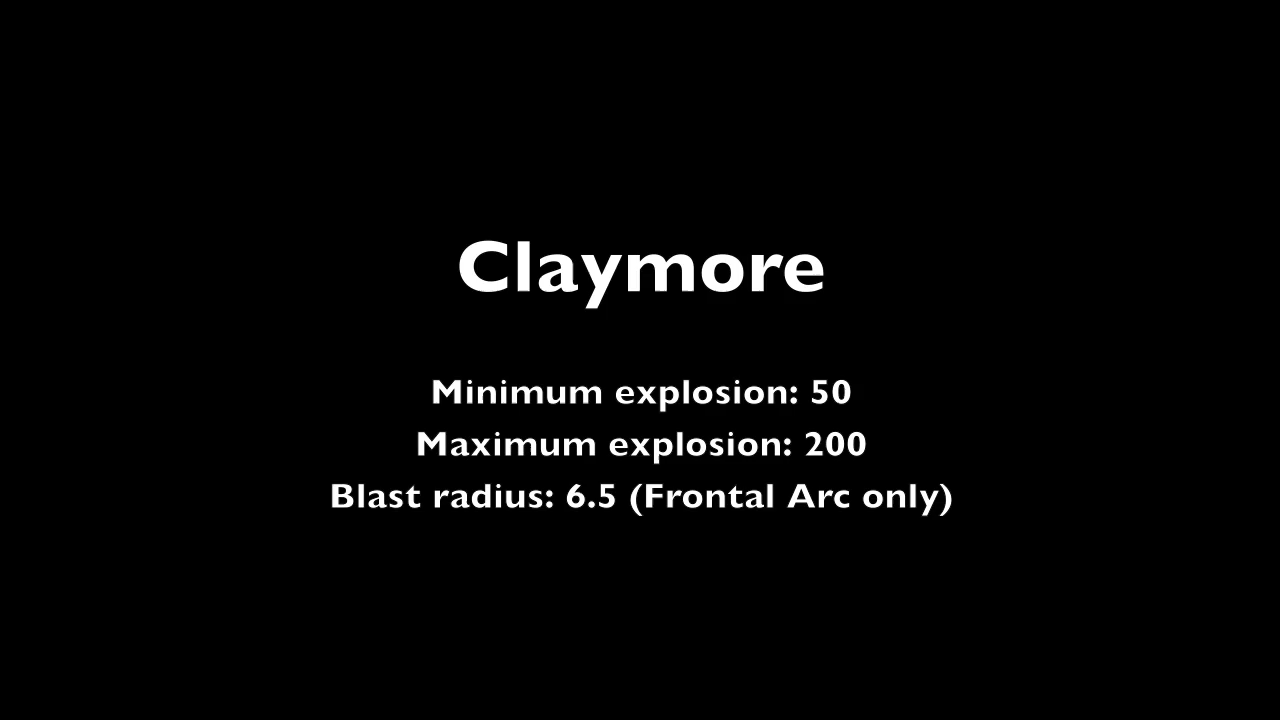 Claymore
Minimum explosion: 50
Maximum explosion: 200
Blast radius: 6.5 (Frontal Arc only)